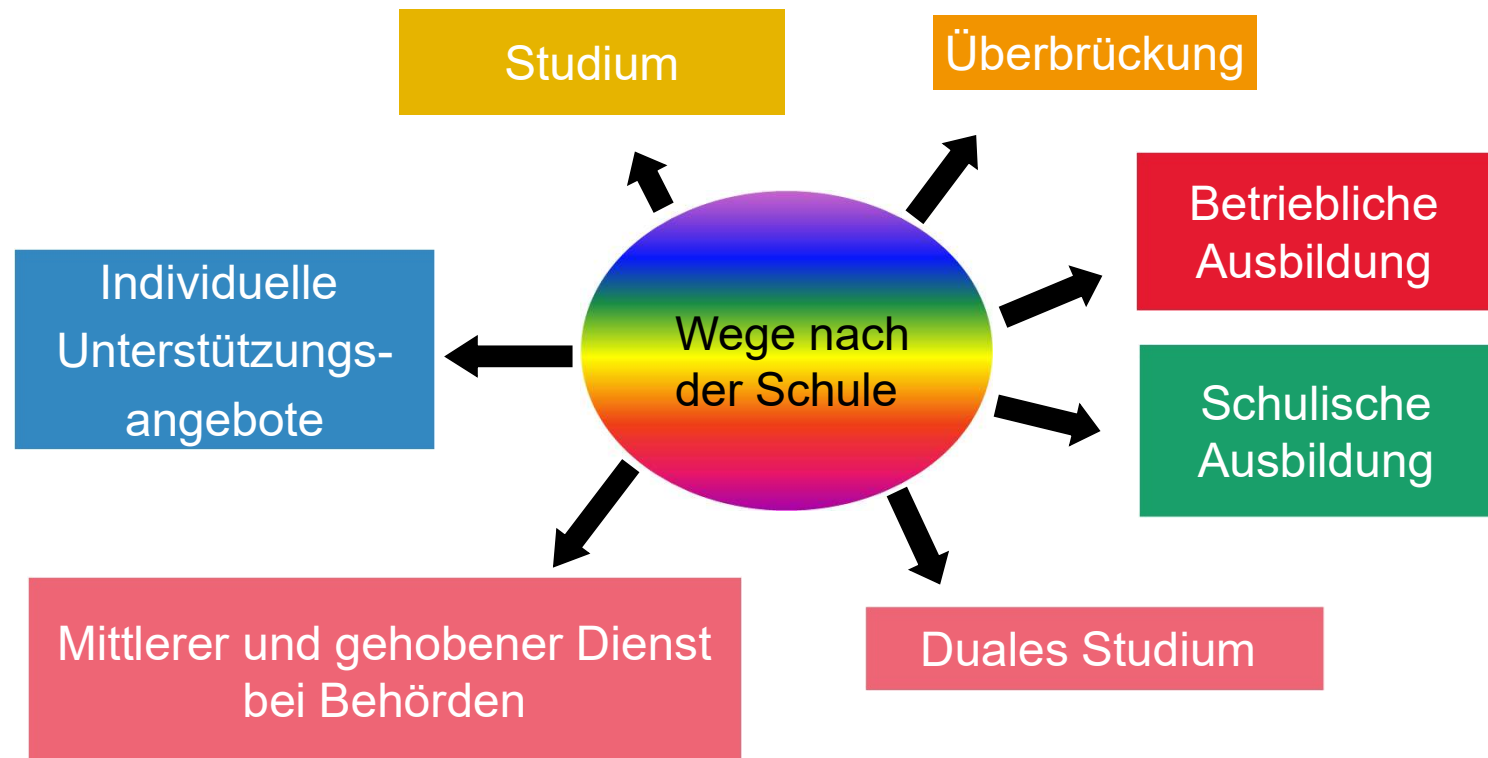 Studium
Überbrückung
Betriebliche
Ausbildung
Individuelle
Unterstützungs-
angebote
Wege nach
der Schule
Schulische
Ausbildung
Mittlerer und gehobener Dienst
bei Behörden
Duales Studium